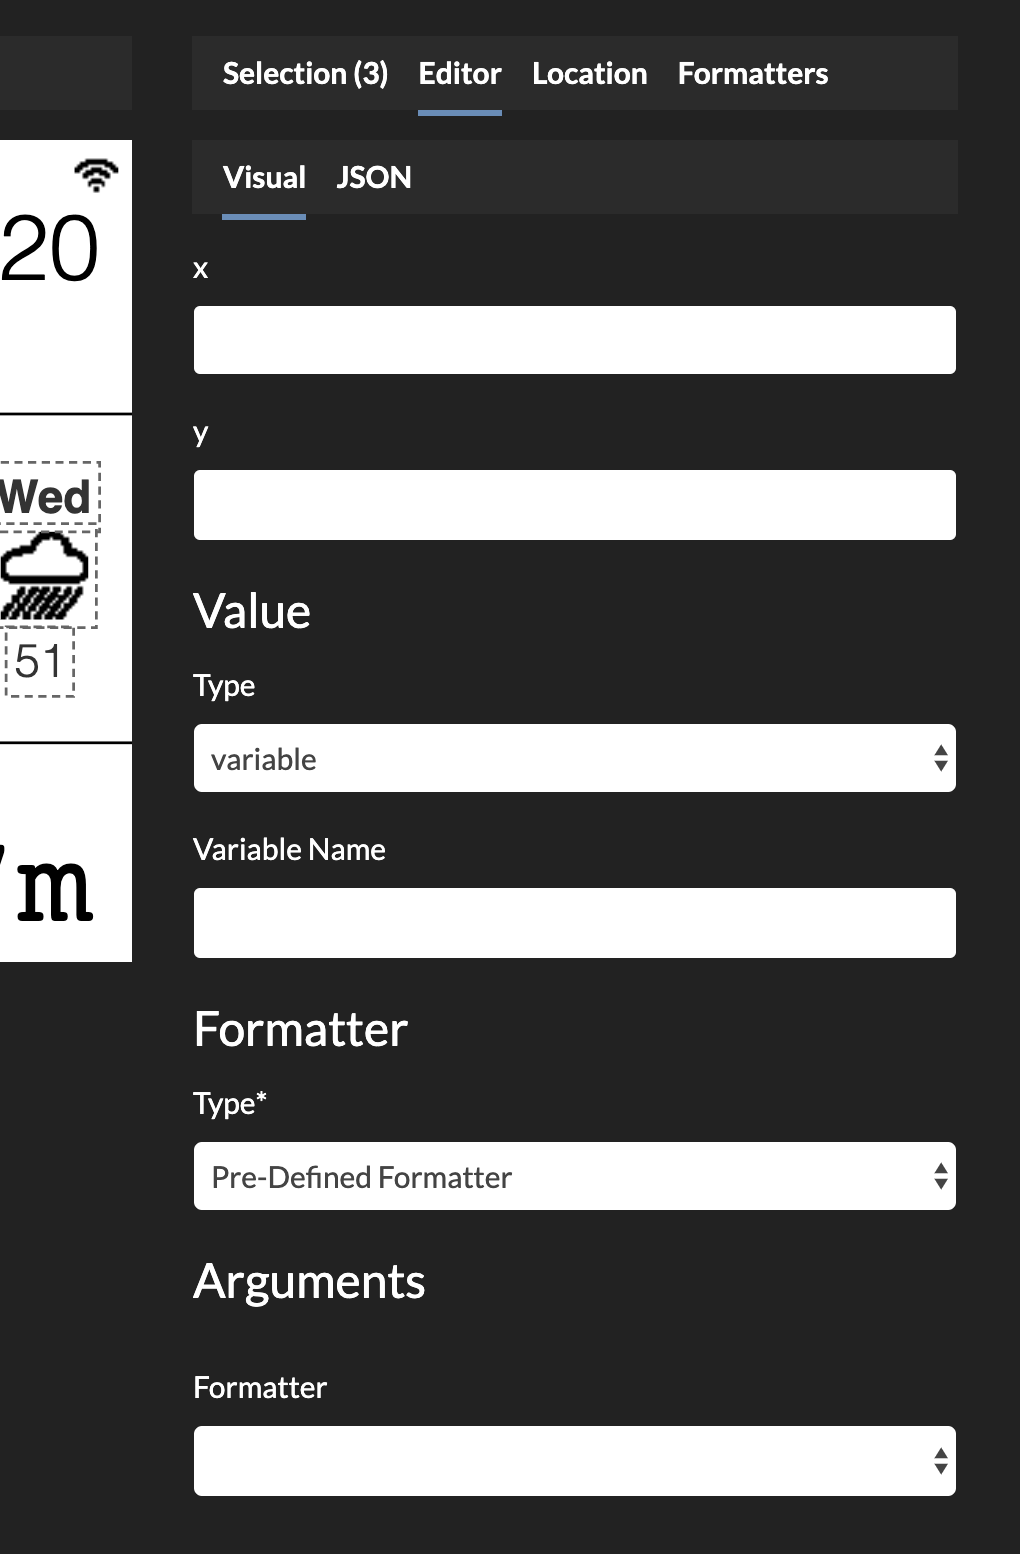 Selection (3) Editor Location Formatters
Visual JSON
20
x
y
Wed
51
Value
Type
variable
Variable Name
m
Formatter
Type*
Pre-Defined Formatter
Arguments
Formatter